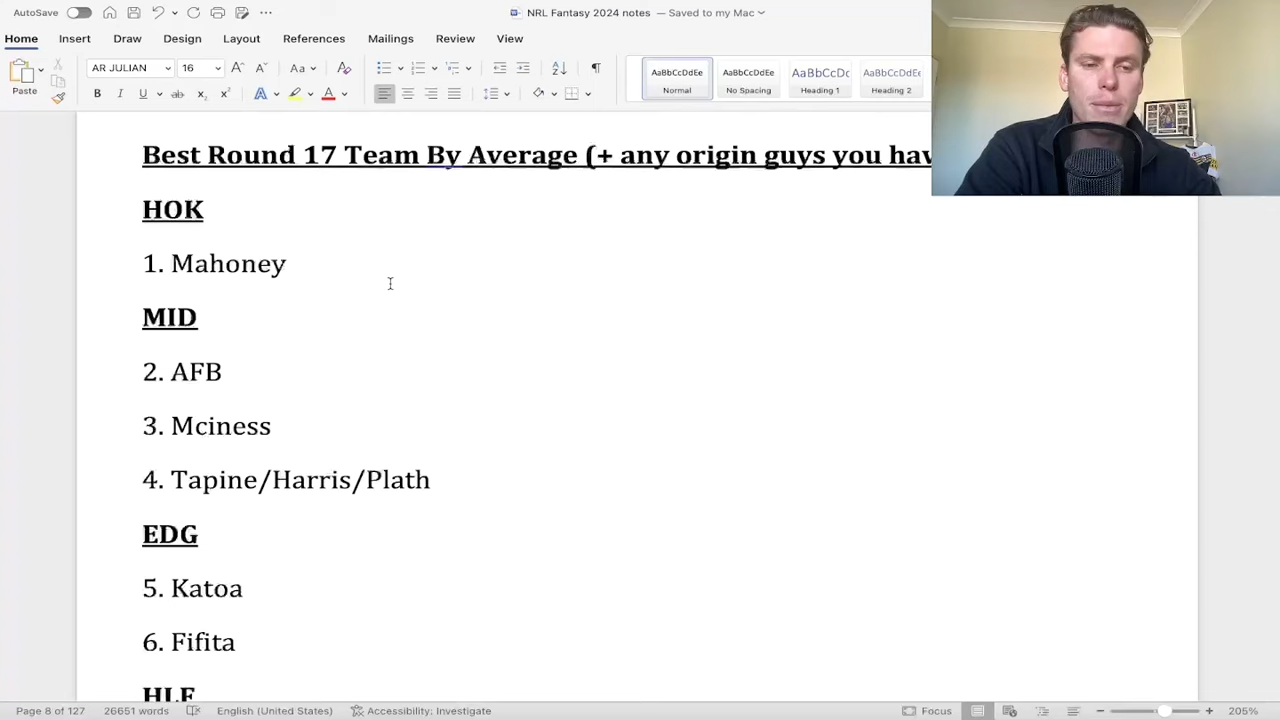 AutoSave
NRL Fantasy 2024 notes — Saved to my Mac
Home Insert Draw Design Layout References Mailings Review View
Paste
AR JULIAN 16
AaBbCcDdEe AaBbCcDdEe AaBbCcDc AaBbCcDdEe
Normal No Spacing Heading 1 Heading 2
Best Round 17 Team By Average (+ any origin guys you hav
HOK
1. Mahoney
MID
2. AFB
3. Mciness
4. Tapine/Harris/Plath
EDG
5. Katoa
6. Fifita
HLF
Page 8 of 127 26651 words English (United States) Accessibility: Investigate Focus 205%